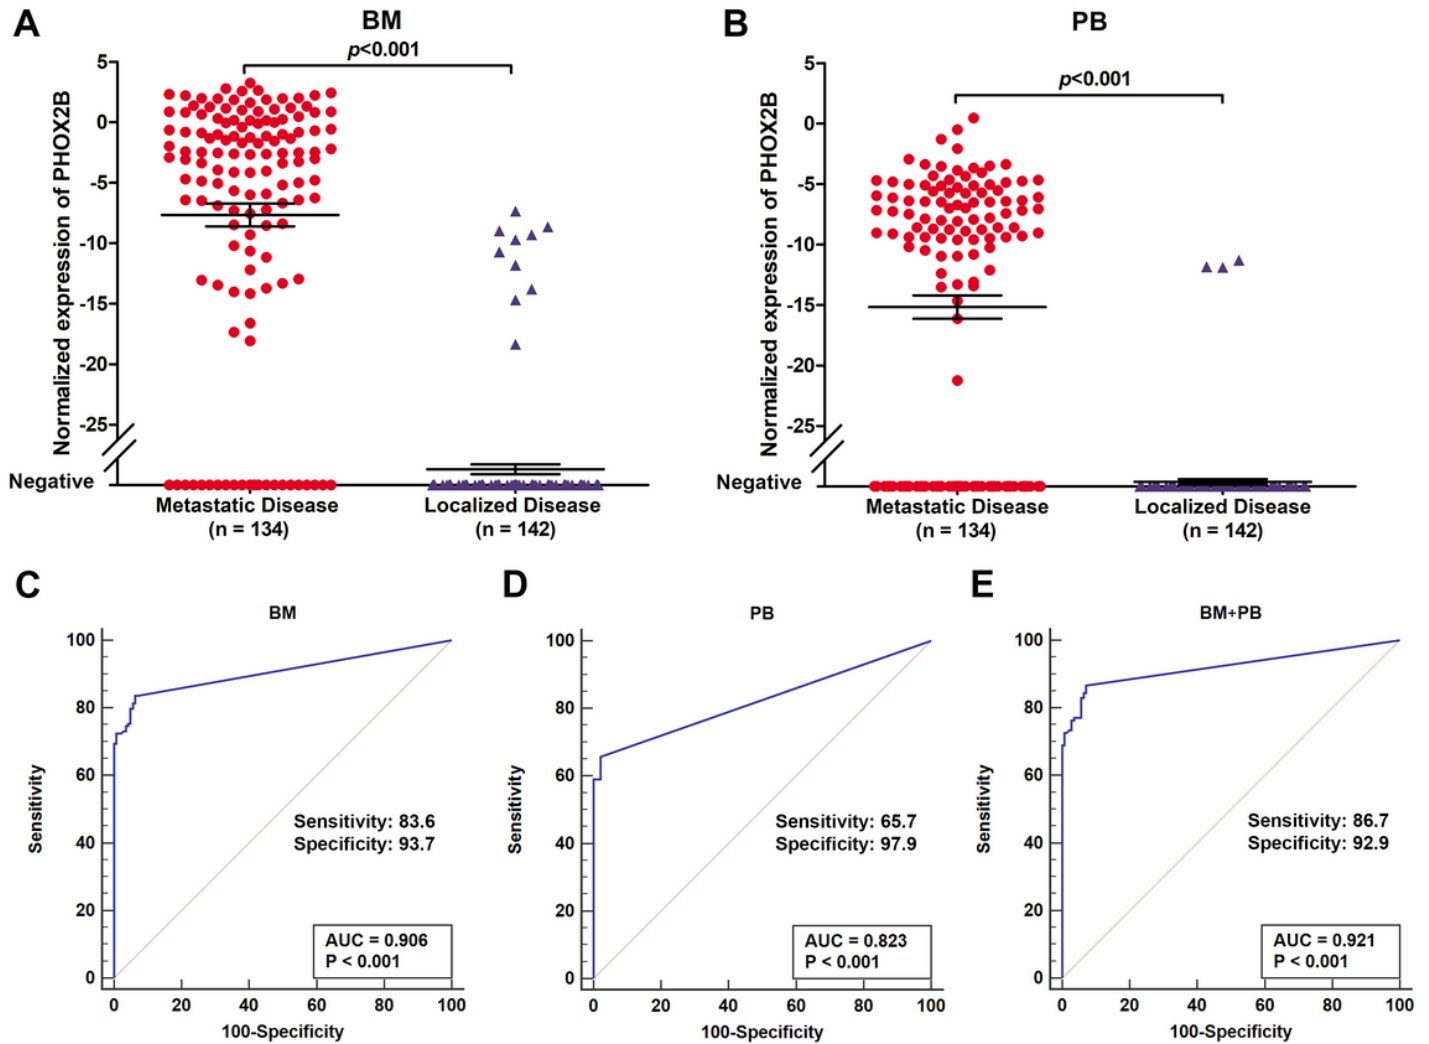 A
BM
p<0.001
Normalized expression of PHOX2B
5
0
-5
-10
-15
-20
-25
Negative
Metastatic Disease
(n = 134)
Localized Disease
(n = 142)
B
PB
p<0.001
Normalized expression of PHOX2B
5
0
-5
-10
-15
-20
-25
Negative
Metastatic Disease
(n = 134)
Localized Disease
(n = 142)
C
BM
Sensitivity
100
80
60
40
20
0
Sensitivity: 83.6
Specificity: 93.7
AUC = 0.906
P < 0.001
0 20 40 60 80 100
100-Specificity
D
PB
Sensitivity
100
80
60
40
20
0
Sensitivity: 65.7
Specificity: 97.9
AUC = 0.823
P < 0.001
0 20 40 60 80 100
100-Specificity
E
BM+PB
Sensitivity
100
80
60
40
20
0
Sensitivity: 86.7
Specificity: 92.9
AUC = 0.921
P < 0.001
0 20 40 60 80 100
100-Specificity